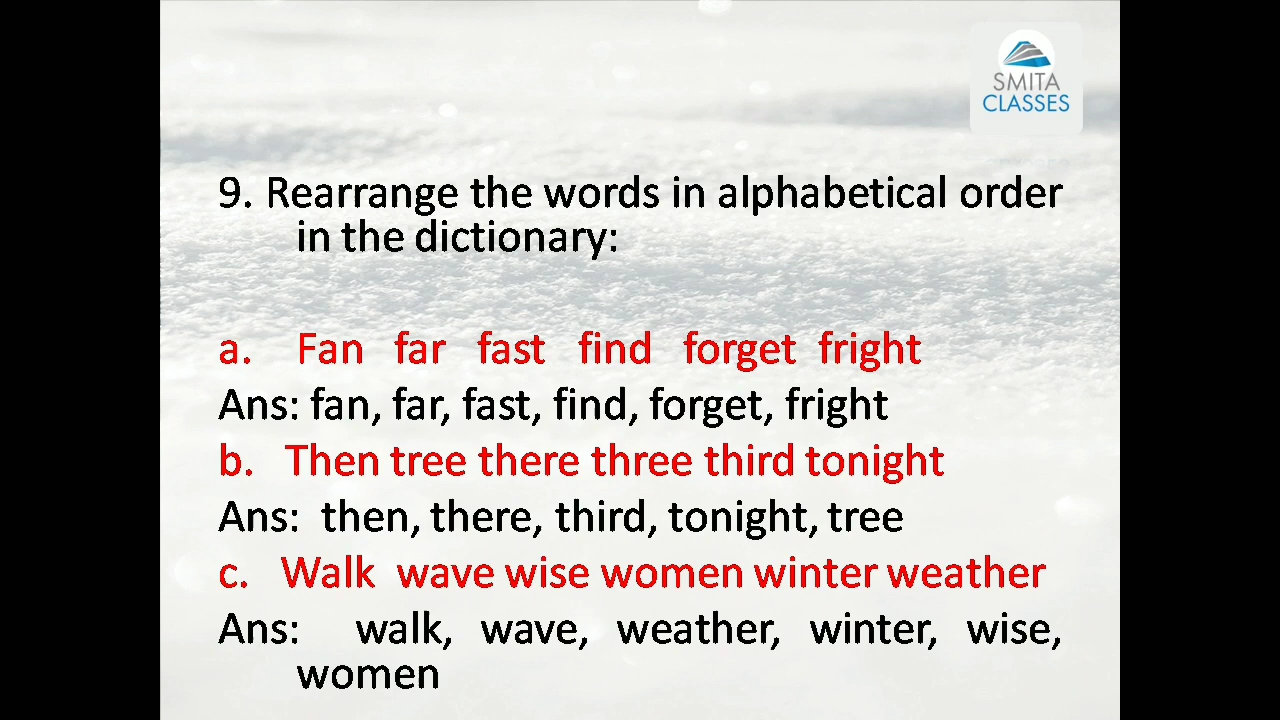 SMITA
CLASSES
9. Rearrange the words in alphabetical order
in the dictionary:
a. Fan far fast find forget fright
Ans: fan, far, fast, find, forget, fright
b. Then tree there three third tonight
Ans: then, there, third, tonight, tree
c. Walk wave wise women winter weather
Ans: walk, wave, weather, winter, wise,
women